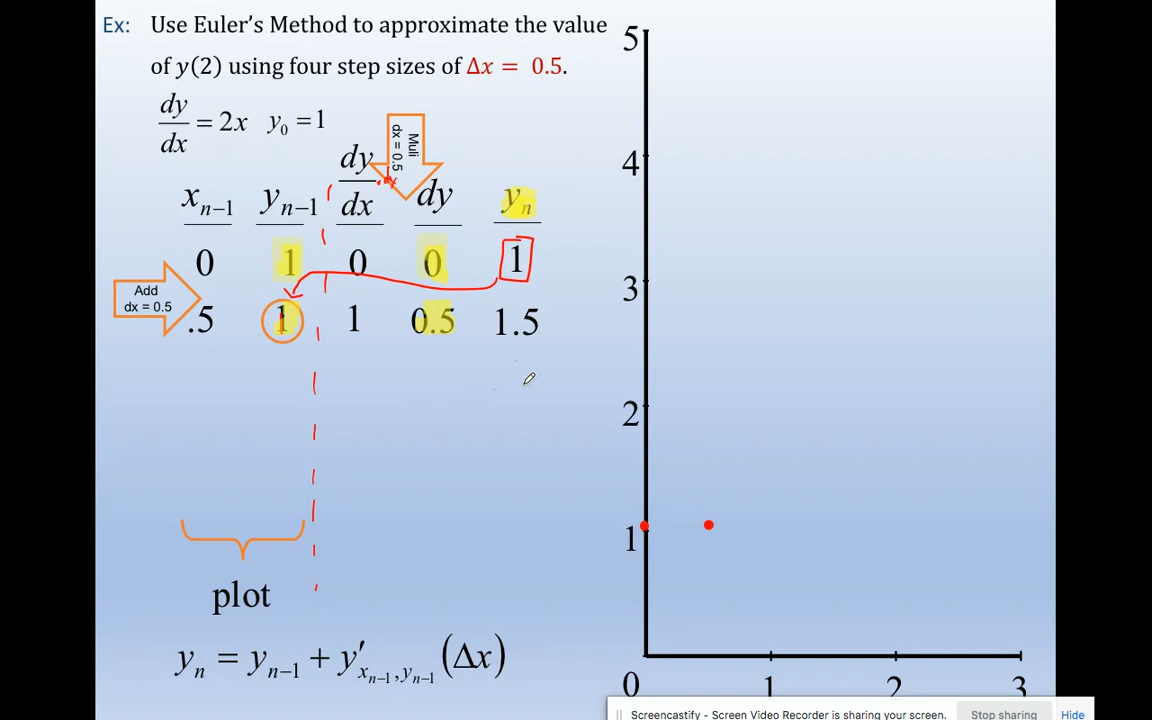 Ex: Use Euler's Method to approximate the value
of y(2) using four step sizes of Δx = 0.5.
dy/dx = 2x y₀ = 1
Muli
dx = 0.5
xₙ₋₁ yₙ₋₁ dy/dx · dx dy yₙ
0 1 0 0 1
Add
dx = 0.5
.5 1 1 0.5 1.5
plot
yₙ = yₙ₋₁ + y′ₓₙ₋₁,yₙ₋₁ (Δx)
5
4
3
2
1
0 1 2 3
Screencastify - Screen Video Recorder is sharing your screen. Stop sharing Hide